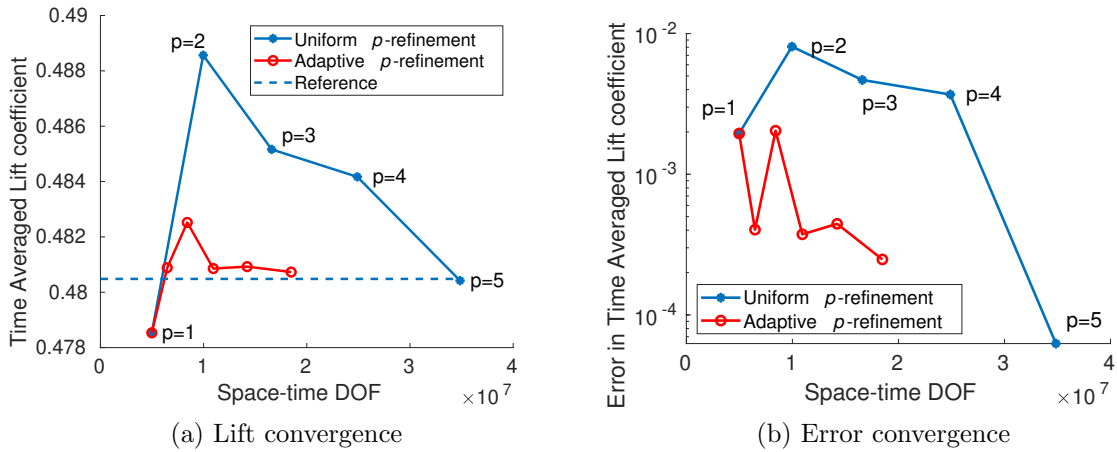 Time Averaged Lift coefficient
0.49
0.488
0.486
0.484
0.482
0.48
0.478
p=2
p=3
p=4
p=5
p=1
Uniform p-refinement
Adaptive p-refinement
Reference
0 1 2 3 4
Space-time DOF
×10^7
(a) Lift convergence
Error in Time Averaged Lift coefficient
10^-2
10^-3
10^-4
p=1
p=2
p=3
p=4
p=5
Uniform p-refinement
Adaptive p-refinement
0 1 2 3 4
Space-time DOF
×10^7
(b) Error convergence